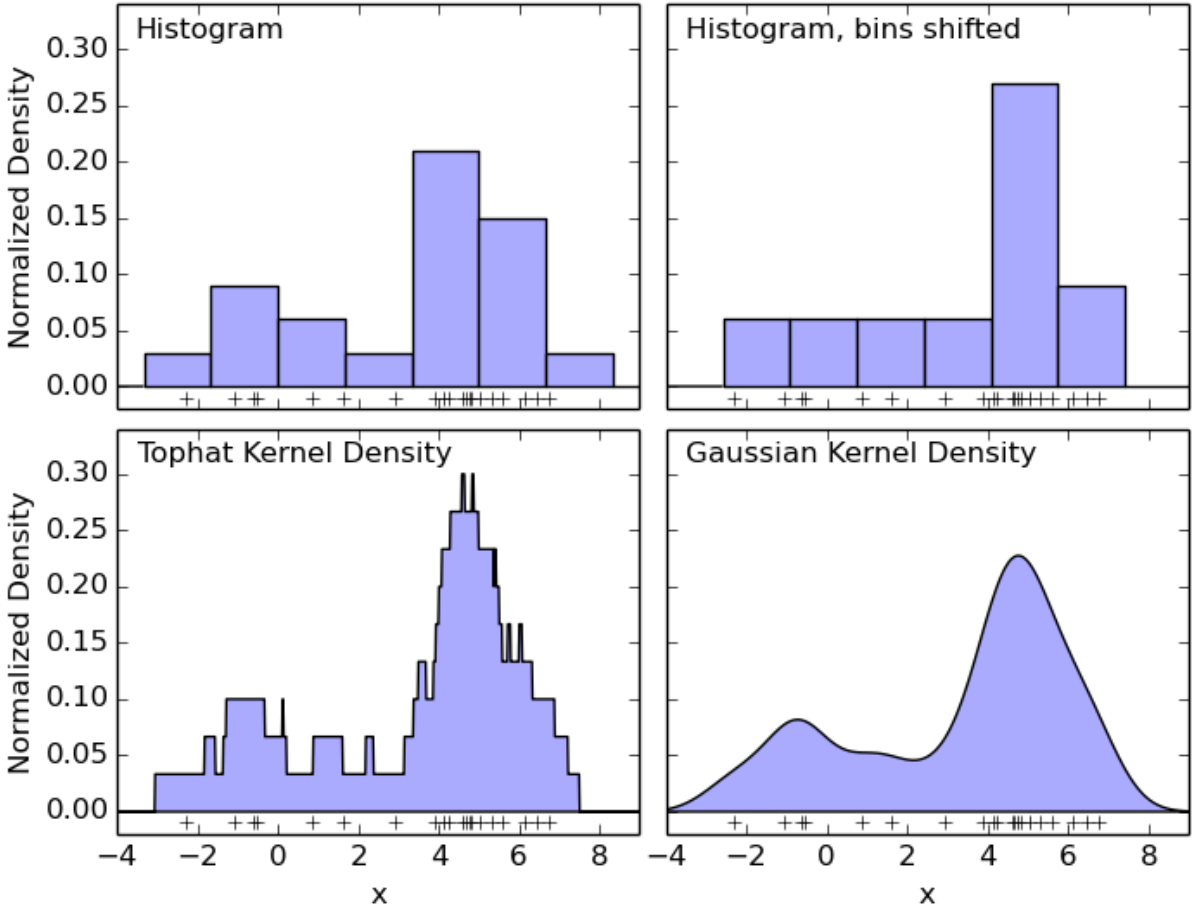 Histogram
Histogram, bins shifted
Normalized Density
0.30
0.25
0.20
0.15
0.10
0.05
0.00
Tophat Kernel Density
Gaussian Kernel Density
Normalized Density
0.30
0.25
0.20
0.15
0.10
0.05
0.00
−4 −2 0 2 4 6 8
−4 −2 0 2 4 6 8
x
x